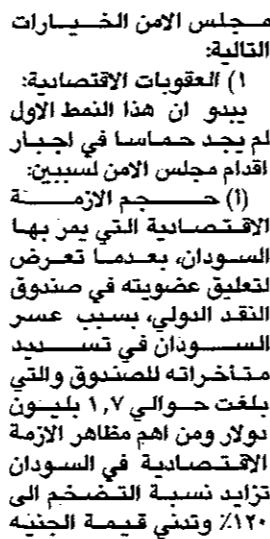 مجلس الامن الخيارات
التالية:
١) العقوبات الاقتصادية:
يبدو ان هذا النمط الاول
لم يجد حماسا في اجبار
اقدام مجلس الامن لسببين:
(أ) حجم الازمة
الاقتصادية التي يمر بها
السودان، بعدما تعرض
لتعليق عضويته في صندوق
النقد الدولي، بسبب عسر
السودان في تسديد
متأخراته للصندوق والتي
بلغت حوالي ١,٧ بليون
دولار ومن اهم مظاهر الازمة
الاقتصادية في السودان
تزايد نسبة التضخم الى
١٢٠٪ وتدني قيمة الجنيه